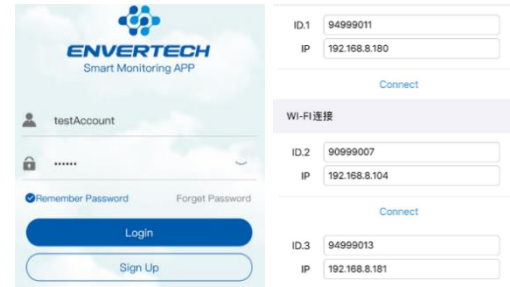 ENVERTECH
Smart Monitoring APP
testAccount
••••••
Remember Password Forget Password
Login
Sign Up
ID.1 94999011
IP 192.168.8.180
Connect
WI-FI连接
ID.2 90999007
IP 192.168.8.104
Connect
ID.3 94999013
IP 192.168.8.181